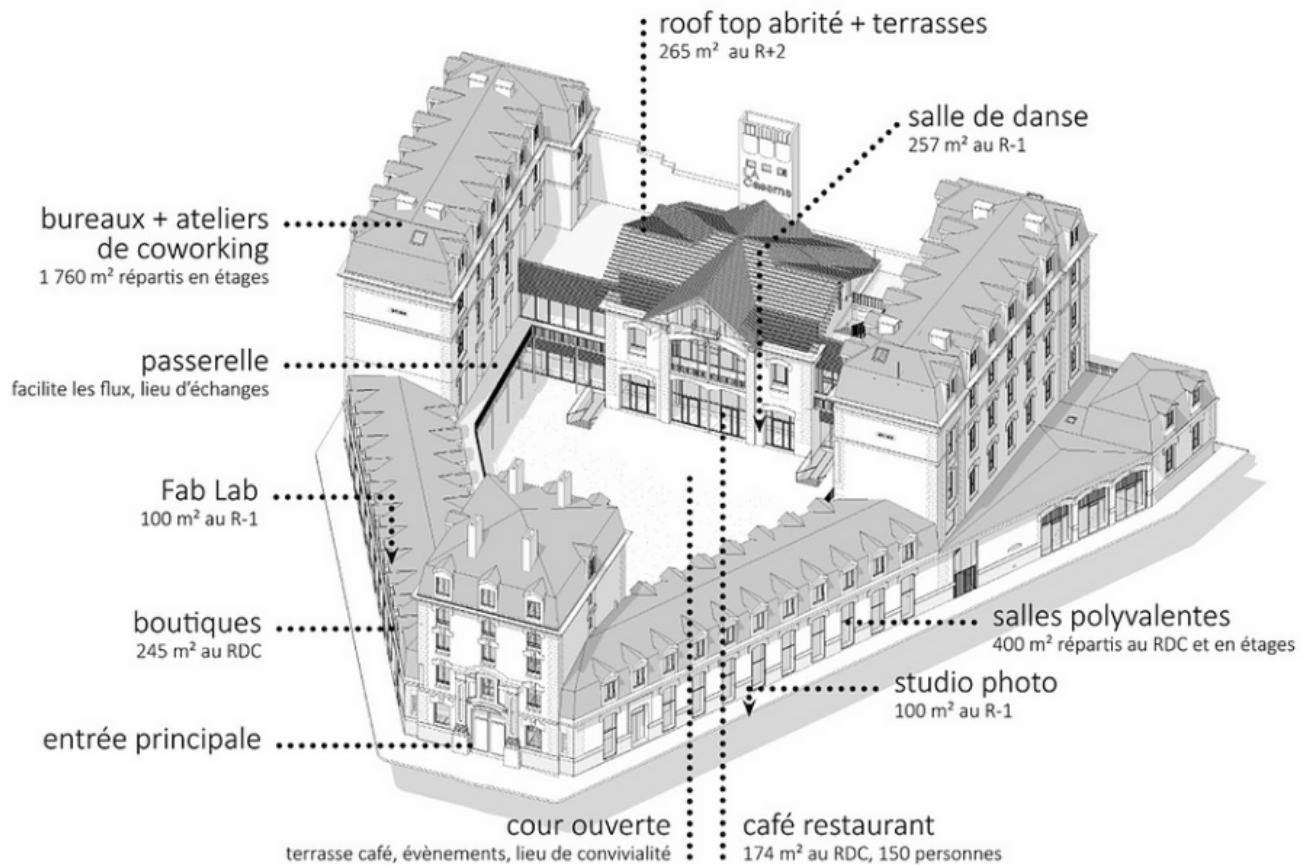 roof top abrité + terrasses
265 m² au R+2
salle de danse
257 m² au R-1
bureaux + ateliers
de coworking
1 760 m² répartis en étages
passerelle
facilite les flux, lieu d'échanges
Fab Lab
100 m² au R-1
boutiques
245 m² au RDC
entrée principale
salles polyvalentes
400 m² répartis au RDC et en étages
studio photo
100 m² au R-1
cour ouverte
terrasse café, évènements, lieu de convivialité
café restaurant
174 m² au RDC, 150 personnes